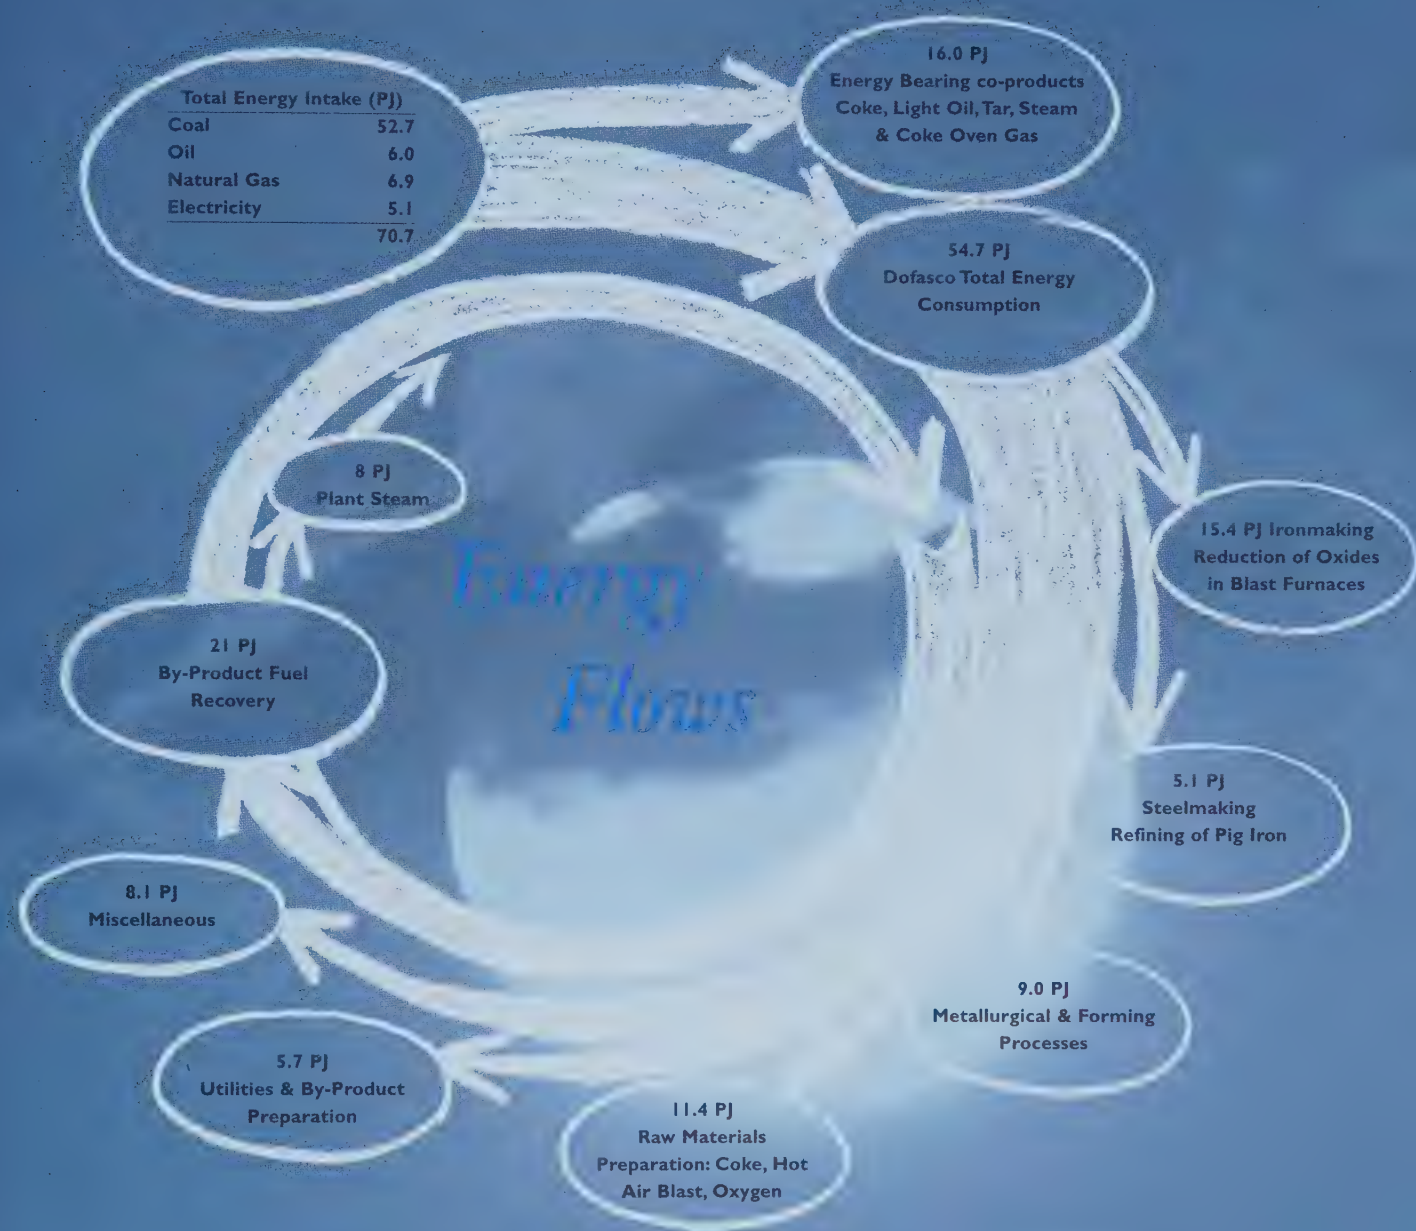 Total Energy Intake (PJ)
Coal 52.7
Oil 6.0
Natural Gas 6.9
Electricity 5.1
70.7
16.0 PJ
Energy Bearing co-products
Coke, Light Oil, Tar, Steam
& Coke Oven Gas
54.7 PJ
Dofasco Total Energy
Consumption
8 PJ
Plant Steam
15.4 PJ Ironmaking
Reduction of Oxides
in Blast Furnaces
Energy
Flows
21 PJ
By-Product Fuel
Recovery
5.1 PJ
Steelmaking
Refining of Pig Iron
8.1 PJ
Miscellaneous
9.0 PJ
Metallurgical & Forming
Processes
5.7 PJ
Utilities & By-Product
Preparation
11.4 PJ
Raw Materials
Preparation: Coke, Hot
Air Blast, Oxygen